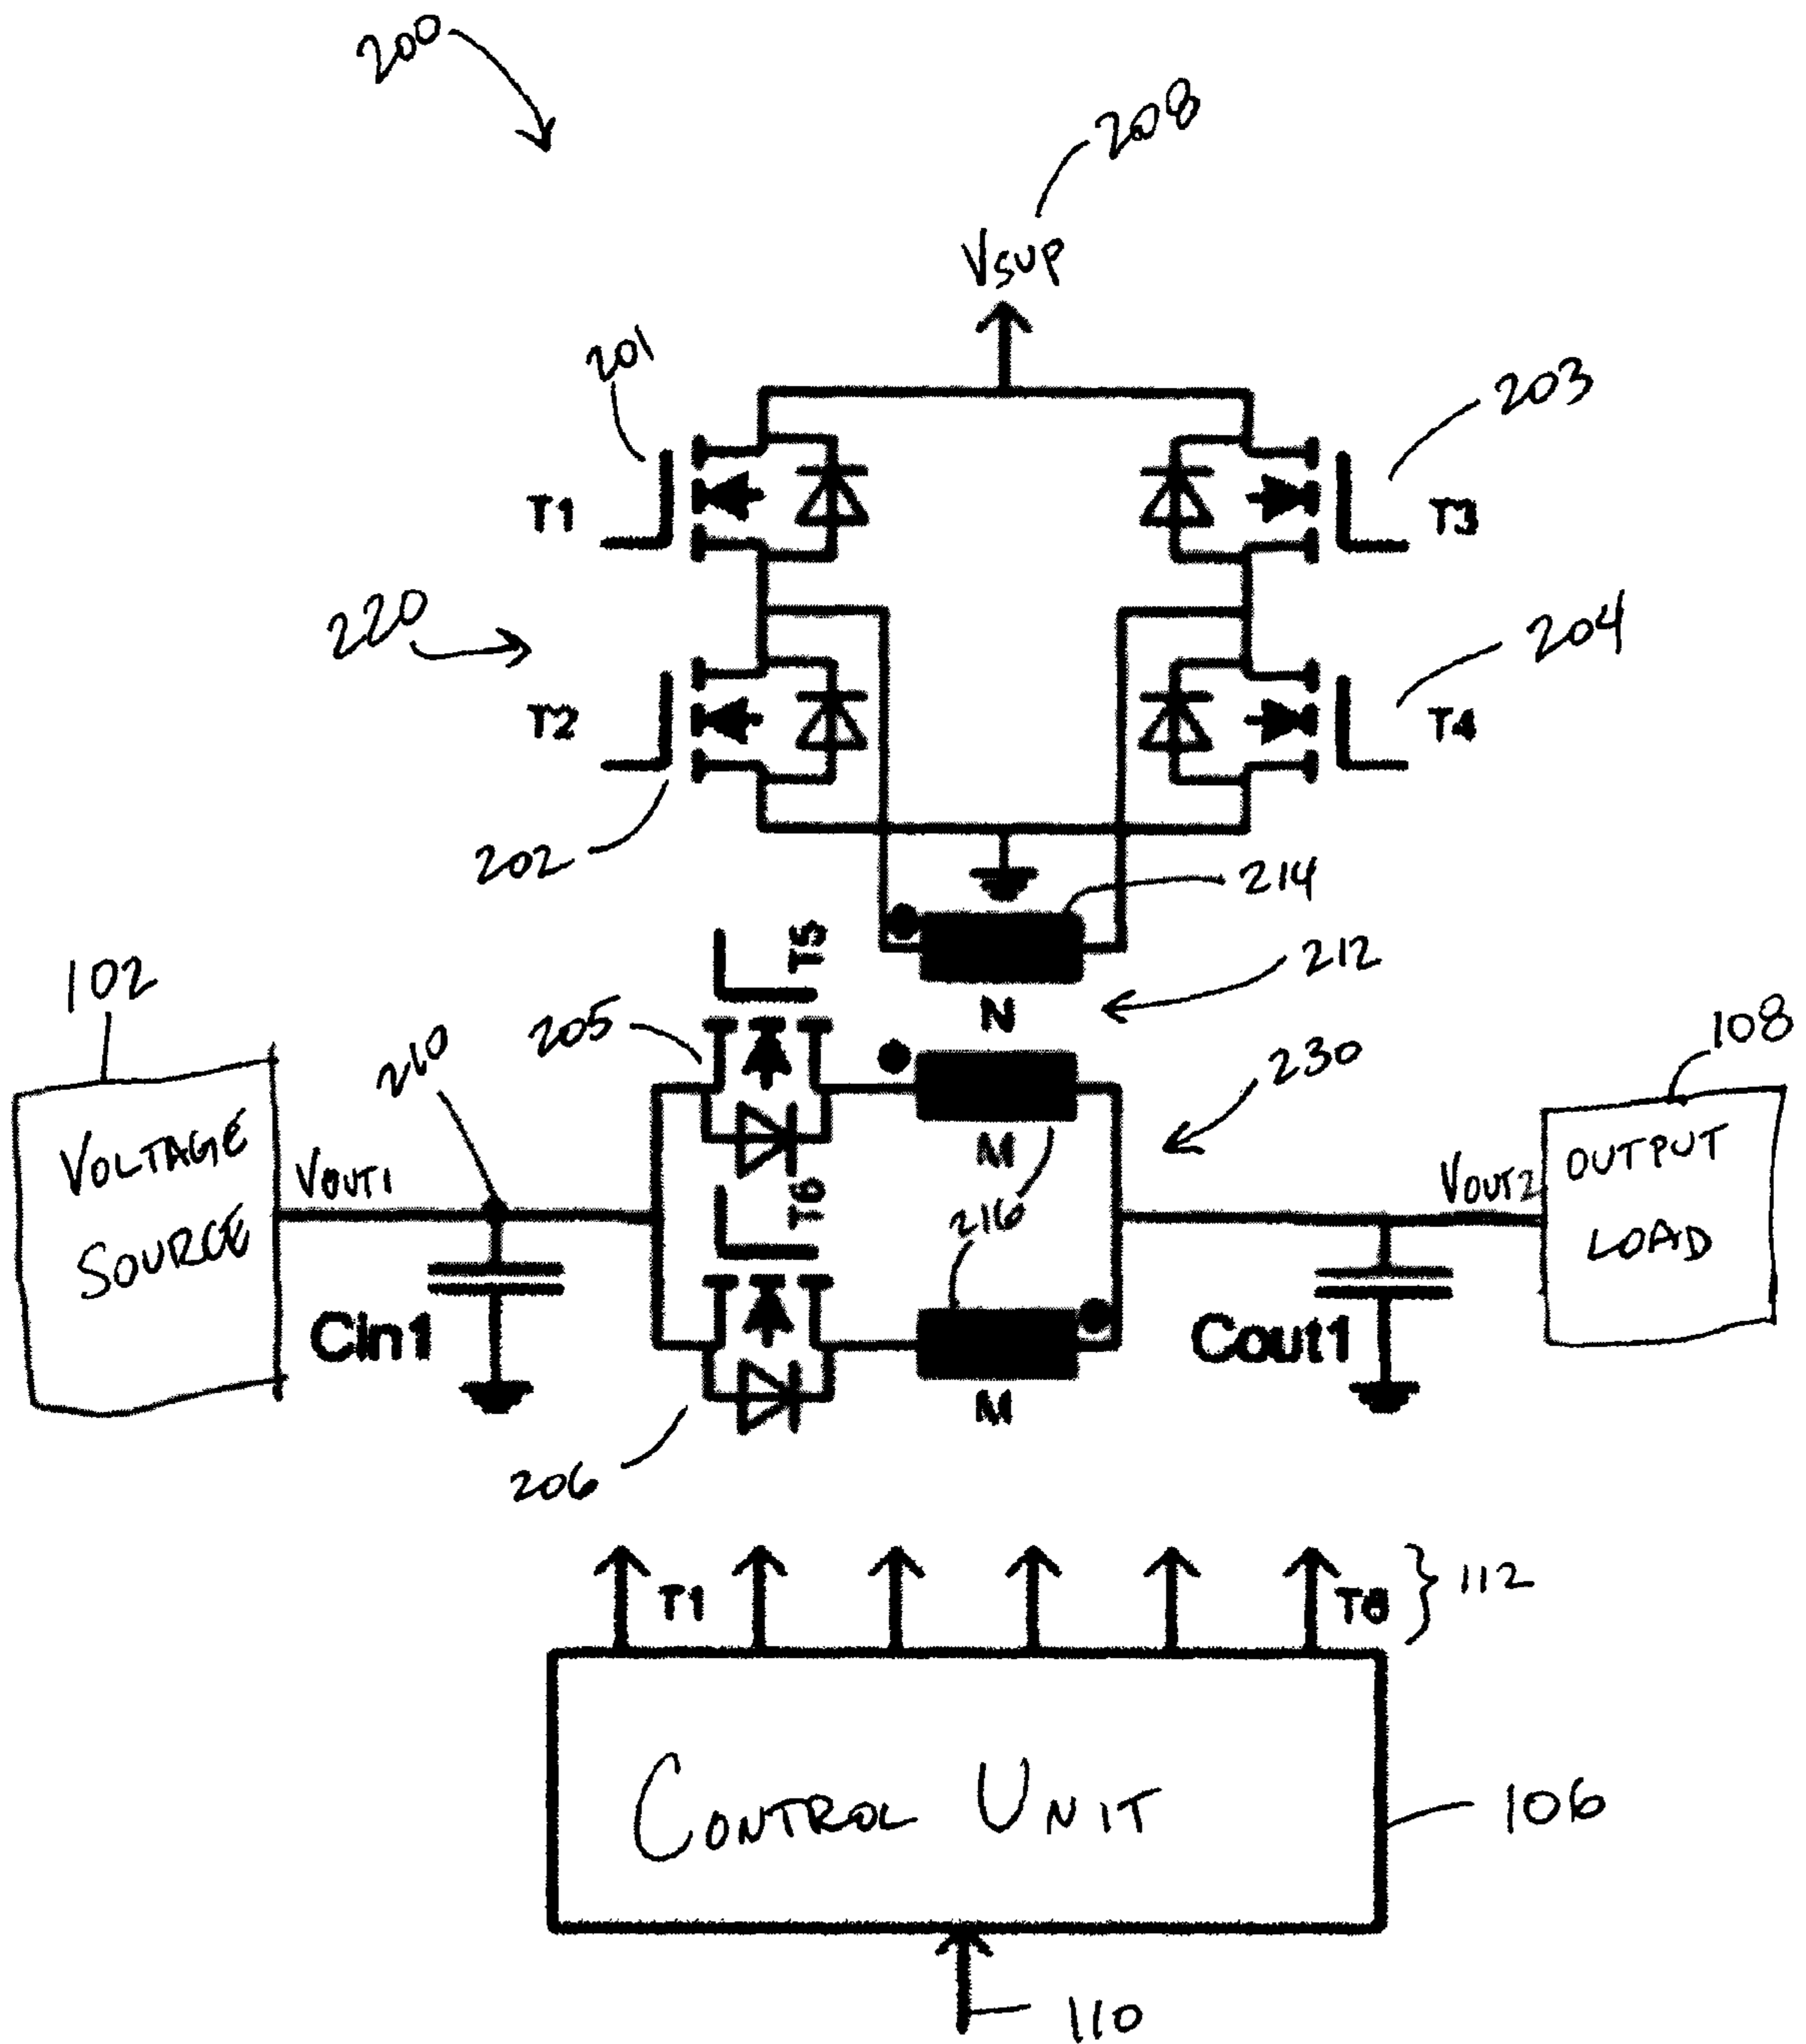 200
208
VSUP
201
203
T1
T3
220
204
T2
T4
202
214
T5
212
102
205
N
210
230
108
VOLTAGE
SOURCE
VOUT1
M
T6
216
VOUT2
OUTPUT
LOAD
Cin1
Cout1
M
206
T1
T6
112
CONTROL UNIT
106
110